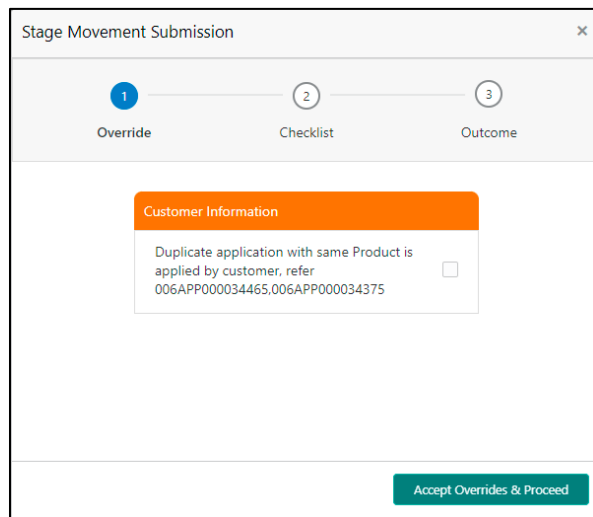 Stage Movement Submission ×
1 2 3
Override Checklist Outcome
Customer Information
Duplicate application with same Product is
applied by customer, refer
006APP000034465,006APP000034375
Accept Overrides & Proceed